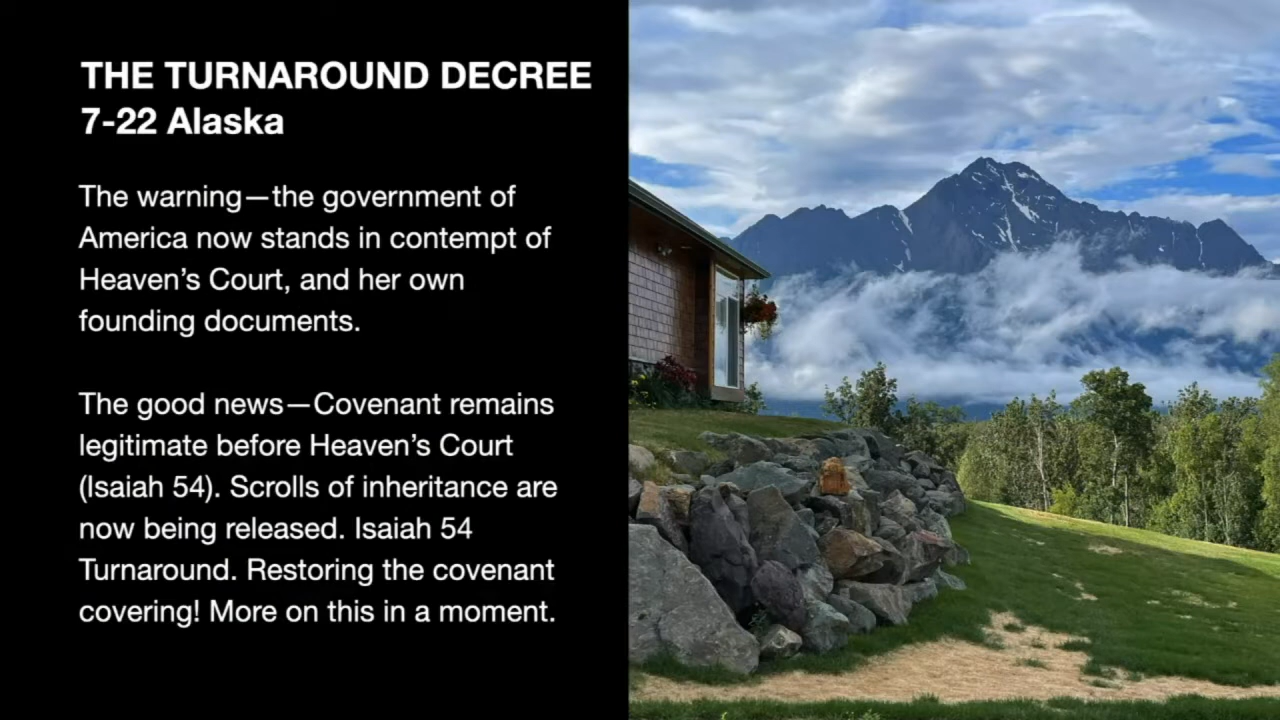 THE TURNAROUND DECREE
7-22 Alaska
The warning—the government of
America now stands in contempt of
Heaven’s Court, and her own
founding documents.
The good news—Covenant remains
legitimate before Heaven’s Court
(Isaiah 54). Scrolls of inheritance are
now being released. Isaiah 54
Turnaround. Restoring the covenant
covering! More on this in a moment.